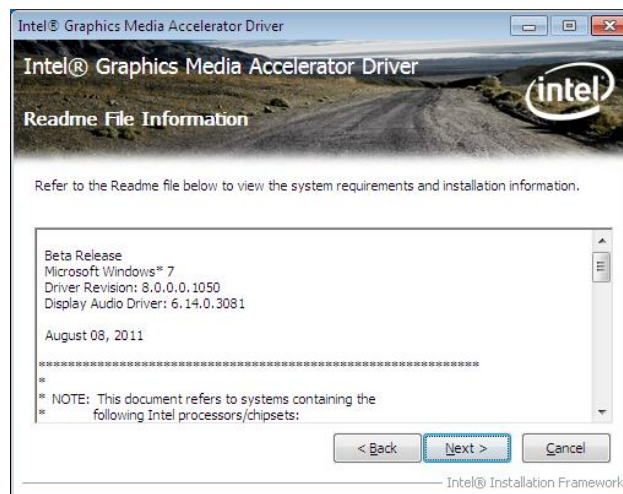 Intel® Graphics Media Accelerator Driver
Intel® Graphics Media Accelerator Driver
intel
Readme File Information
Refer to the Readme file below to view the system requirements and installation information.
Beta Release
Microsoft Windows* 7
Driver Revision: 8.0.0.0.1050
Display Audio Driver: 6.14.0.3081
August 08, 2011
************************************************************
*
* NOTE: This document refers to systems containing the
* following Intel processors/chipsets:
< Back
Next >
Cancel
Intel® Installation Framework